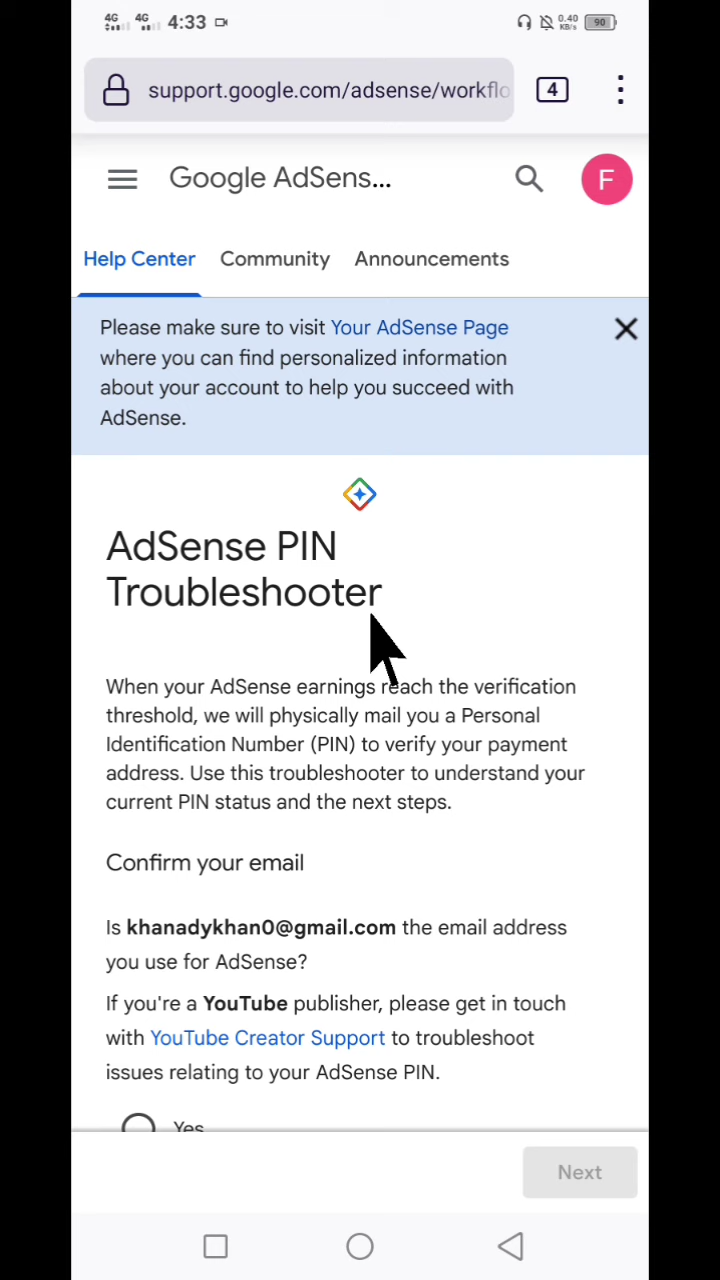 4G 4G 4:33 0.40 KB/s 90
support.google.com/adsense/workflo 4
Google AdSens... F
Help Center Community Announcements
Please make sure to visit Your AdSense Page
where you can find personalized information
about your account to help you succeed with
AdSense.
AdSense PIN
Troubleshooter
When your AdSense earnings reach the verification
threshold, we will physically mail you a Personal
Identification Number (PIN) to verify your payment
address. Use this troubleshooter to understand your
current PIN status and the next steps.
Confirm your email
Is khanadykhan0@gmail.com the email address
you use for AdSense?
If you're a YouTube publisher, please get in touch
with YouTube Creator Support to troubleshoot
issues relating to your AdSense PIN.
Yes
Next